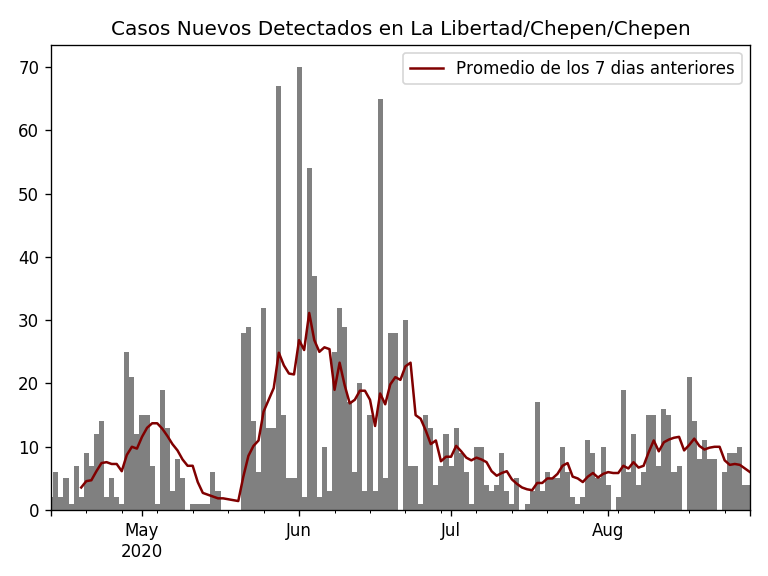 Casos Nuevos Detectados en La Libertad/Chepen/Chepen
Promedio de los 7 dias anteriores
70
60
50
40
30
20
10
0
May
2020
Jun
Jul
Aug